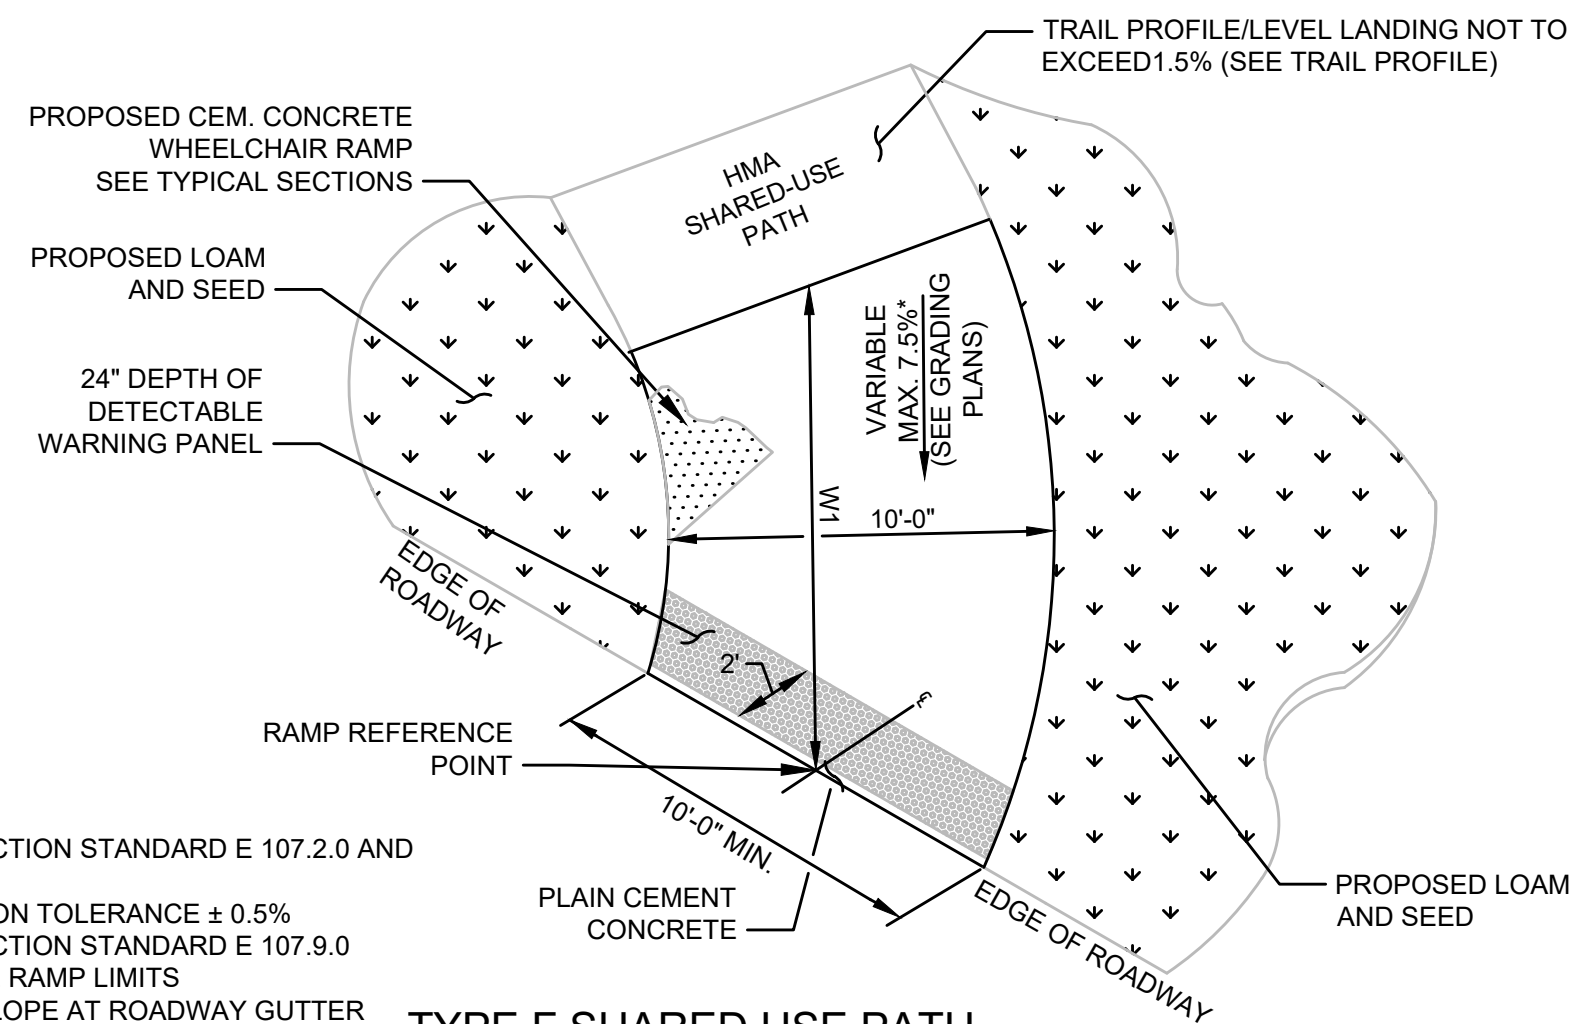 TRAIL PROFILE/LEVEL LANDING NOT TO
EXCEED1.5% (SEE TRAIL PROFILE)
PROPOSED CEM. CONCRETE
WHEELCHAIR RAMP
SEE TYPICAL SECTIONS
HMA
SHARED-USE
PATH
PROPOSED LOAM
AND SEED
VARIABLE
MAX. 7.5%*
(SEE GRADING
PLANS)
24" DEPTH OF
DETECTABLE
WARNING PANEL
W1
10'-0"
EDGE OF
ROADWAY
2'
RAMP REFERENCE
POINT
10'-0" MIN.
PLAIN CEMENT
CONCRETE
EDGE OF ROADWAY
PROPOSED LOAM
AND SEED
CTION STANDARD E 107.2.0 AND
ON TOLERANCE ± 0.5%
CTION STANDARD E 107.9.0
RAMP LIMITS
LOPE AT ROADWAY GUTTER
SHARED USE PATH